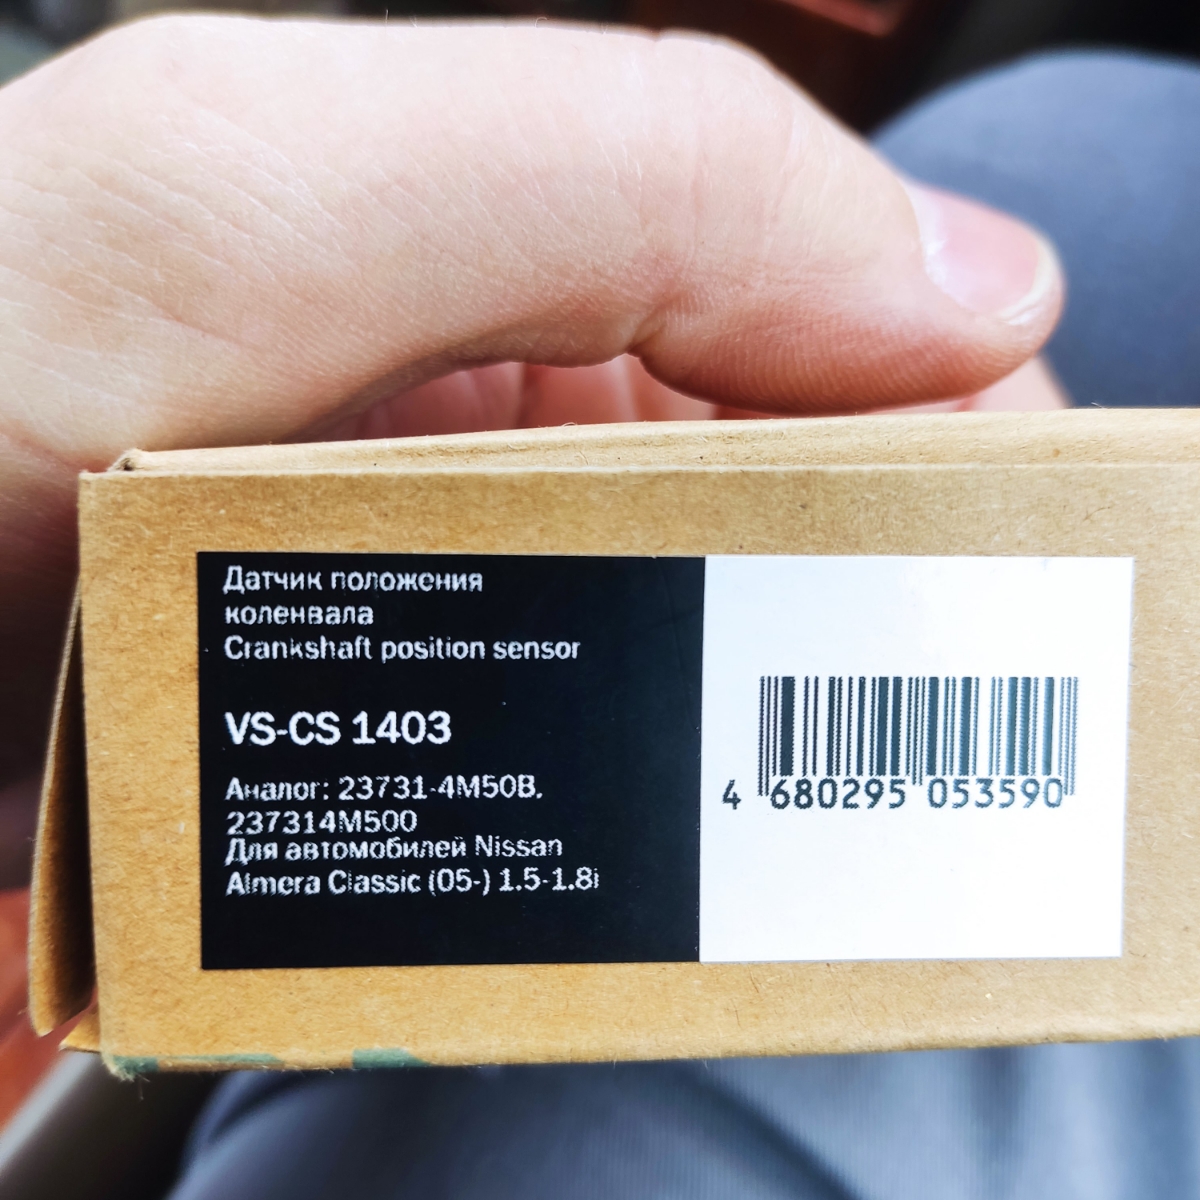 Датчик положения
коленвала
Crankshaft position sensor
VS-CS 1403
Аналог: 23731-4M50B,
237314M500
Для автомобилей Nissan
Almera Classic (05-) 1.5-1.8i
4 680295 053590